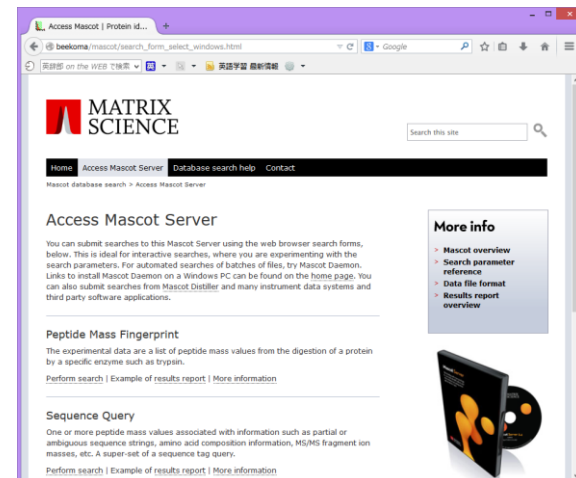 Access Mascot | Protein id...
beekoma/mascot/search_form_select_windows.html
Google
英辞郎 on the WEB で検索
英語学習 最新情報
MATRIX
SCIENCE
Search this site
Home Access Mascot Server Database search help Contact
Mascot database search > Access Mascot Server
Access Mascot Server
You can submit searches to this Mascot Server using the web browser search forms,
below. This is ideal for interactive searches, where you are experimenting with the
search parameters. For automated searches of batches of files, try Mascot Daemon.
Links to install Mascot Daemon on a Windows PC can be found on the home page. You
can also submit searches from Mascot Distiller and many instrument data systems and
third party software applications.
More info
> Mascot overview
> Search parameter
reference
> Data file format
> Results report
overview
Peptide Mass Fingerprint
The experimental data are a list of peptide mass values from the digestion of a protein
by a specific enzyme such as trypsin.
Perform search | Example of results report | More information
Sequence Query
One or more peptide mass values associated with information such as partial or
ambiguous sequence strings, amino acid composition information, MS/MS fragment ion
masses, etc. A super-set of a sequence tag query.
Perform search | Example of results report | More information